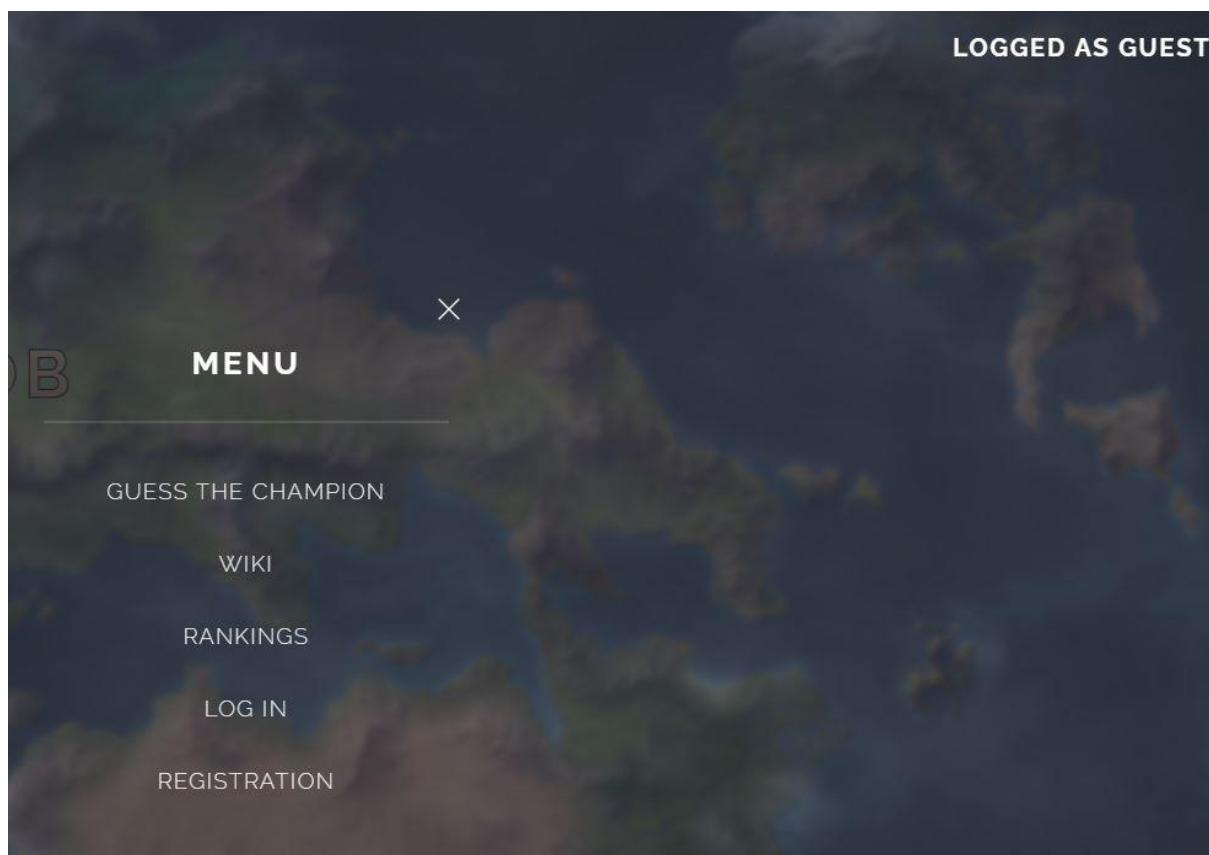 LOGGED AS GUEST
B
MENU
GUESS THE CHAMPION
WIKI
RANKINGS
LOG IN
REGISTRATION